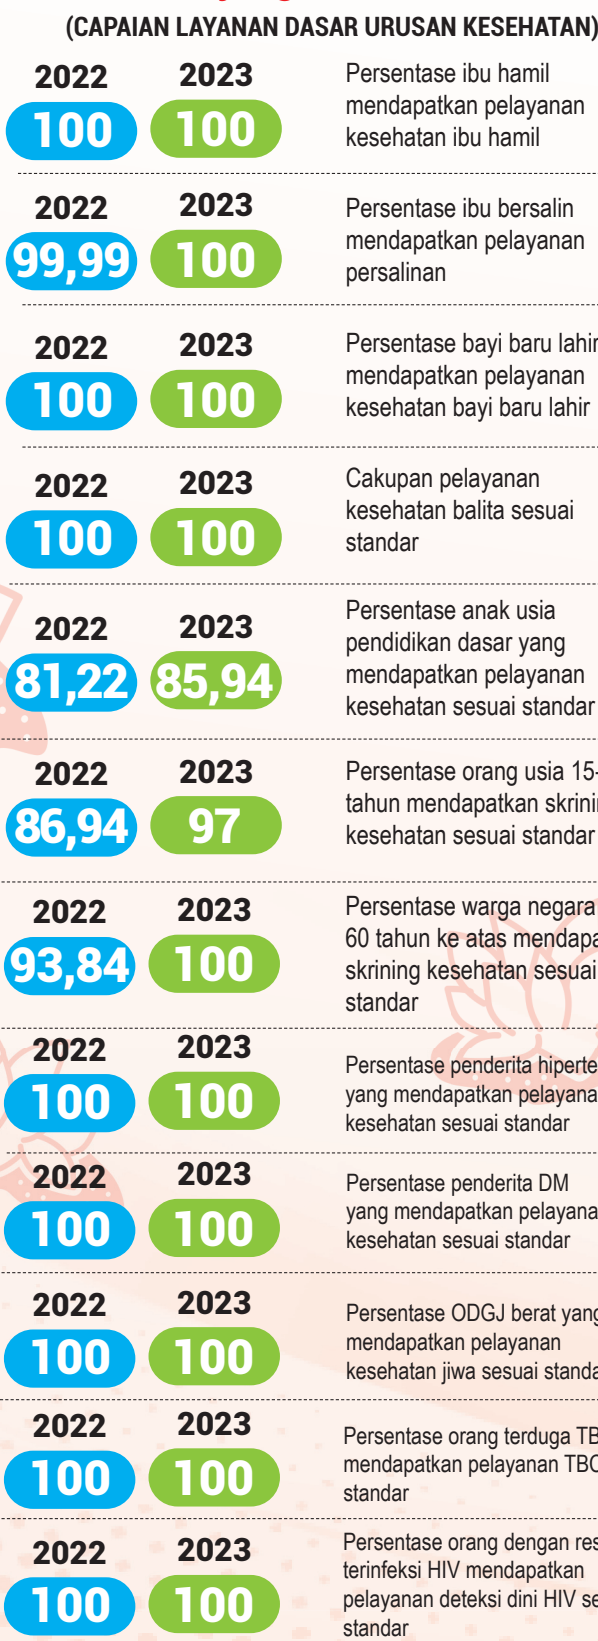 (CAPAIAN LAYANAN DASAR URUSAN KESEHATAN)
2022 2023
100 100
Persentase ibu hamil
mendapatkan pelayanan
kesehatan ibu hamil
2022 2023
99,99 100
Persentase ibu bersalin
mendapatkan pelayanan
persalinan
2022 2023
100 100
Persentase bayi baru lahir
mendapatkan pelayanan
kesehatan bayi baru lahir
2022 2023
100 100
Cakupan pelayanan
kesehatan balita sesuai
standar
2022 2023
81,22 85,94
Persentase anak usia
pendidikan dasar yang
mendapatkan pelayanan
kesehatan sesuai standar
2022 2023
86,94 97
Persentase orang usia 15-
tahun mendapatkan
kesehatan sesuai standar
2022 2023
93,84 100
Persentase warga negara
60 tahun ke atas
skrining kesehatan sesuai
standar
2022 2023
100 100
Persentase penderita
yang mendapatkan
kesehatan sesuai standar
2022 2023
100 100
Persentase penderita DM
yang mendapatkan
kesehatan sesuai standar
2022 2023
100 100
Persentase ODGJ berat yang
mendapatkan pelayanan
kesehatan jiwa sesuai
2022 2023
100 100
Persentase orang terduga
mendapatkan pelayanan TBC
standar
2022 2023
100 100
Persentase orang dengan
terinfeksi HIV mendapatkan
pelayanan deteksi dini HIV
standar